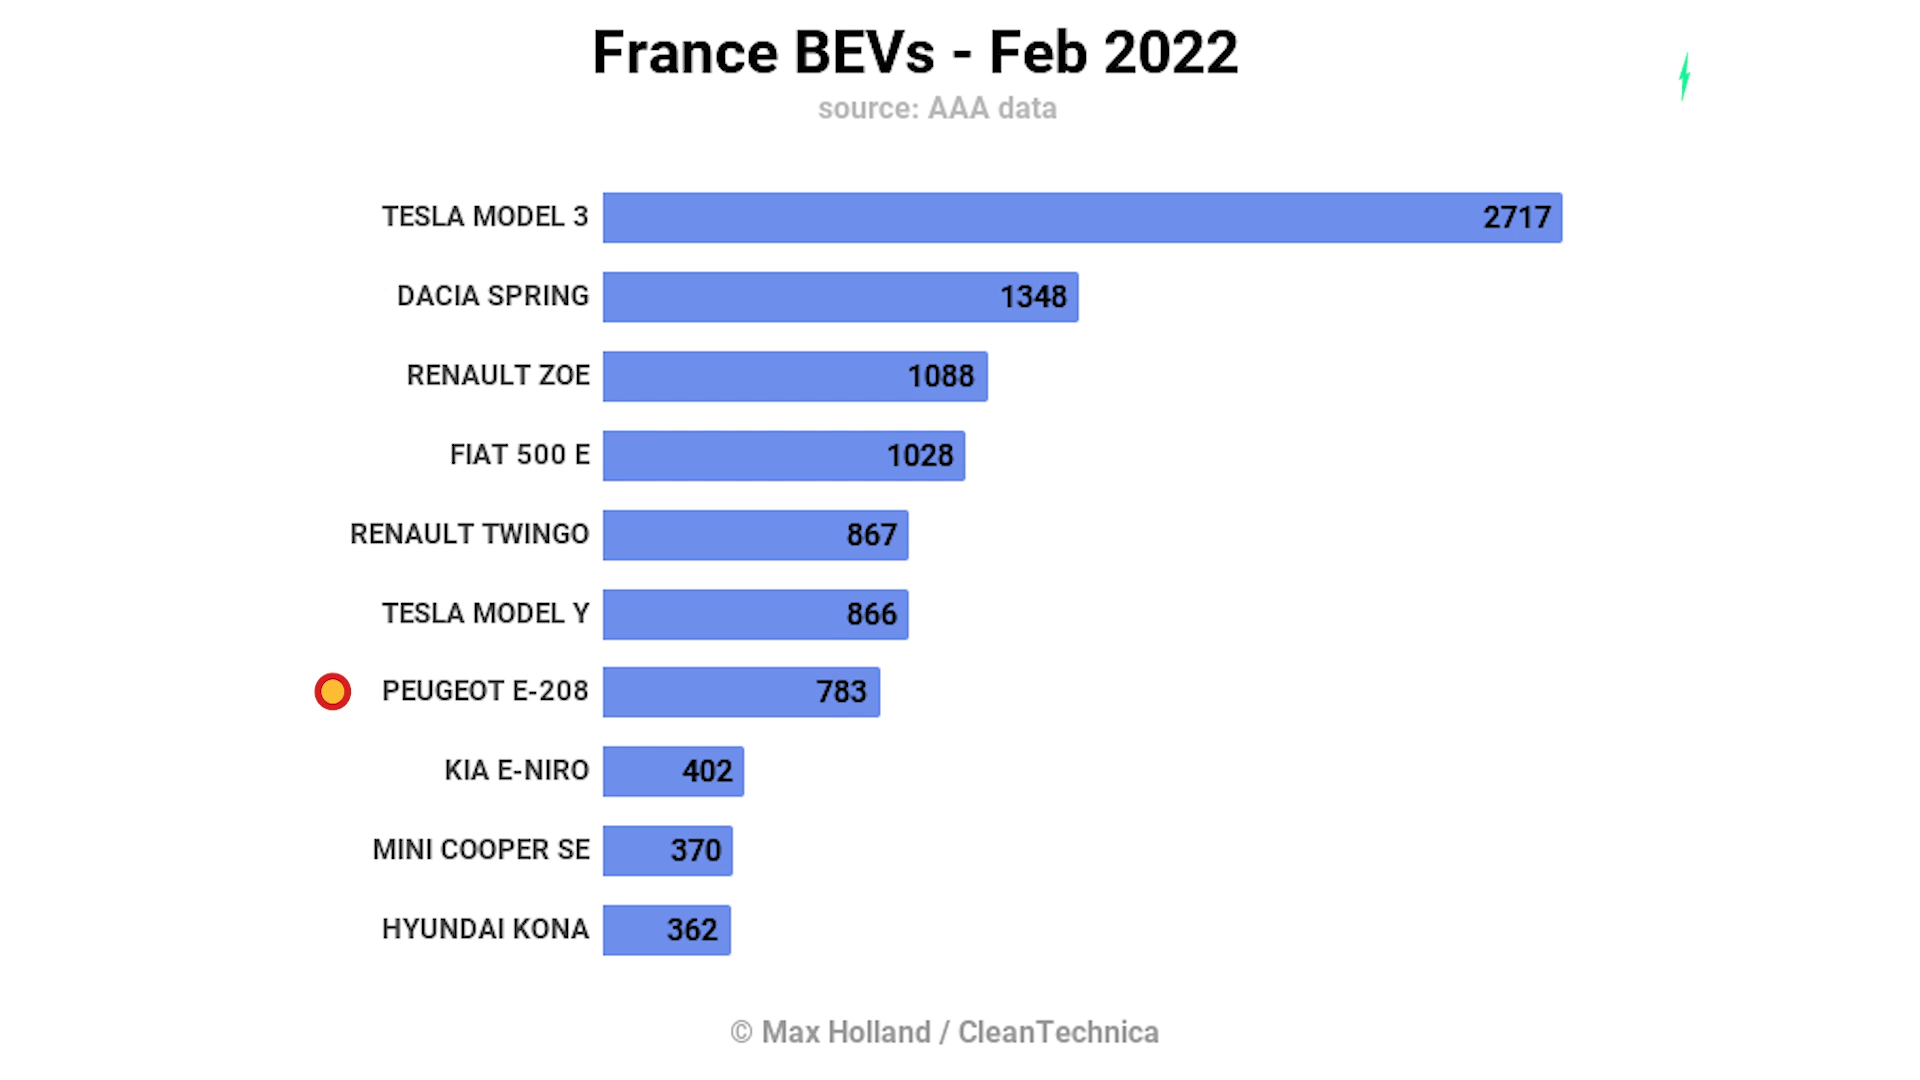 France BEVs - Feb 2022
source: AAA data
TESLA MODEL 3 2717
DACIA SPRING 1348
RENAULT ZOE 1088
FIAT 500 E 1028
RENAULT TWINGO 867
TESLA MODEL Y 866
PEUGEOT E-208 783
KIA E-NIRO 402
MINI COOPER SE 370
HYUNDAI KONA 362
© Max Holland / CleanTechnica